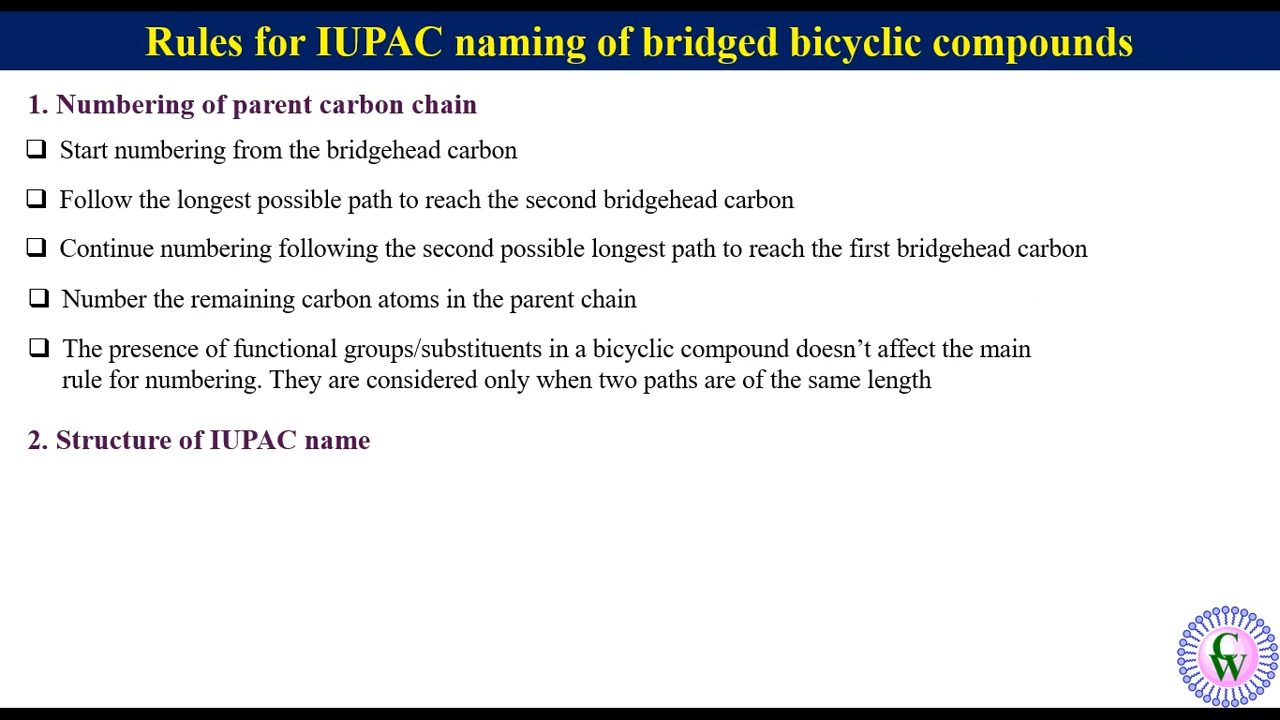 Rules for IUPAC naming of bridged bicyclic compounds
1. Numbering of parent carbon chain
Start numbering from the bridgehead carbon
Follow the longest possible path to reach the second bridgehead carbon
Continue numbering following the second possible longest path to reach the first bridgehead carbon
Number the remaining carbon atoms in the parent chain
The presence of functional groups/substituents in a bicyclic compound doesn’t affect the main
rule for numbering. They are considered only when two paths are of the same length
2. Structure of IUPAC name
C
W